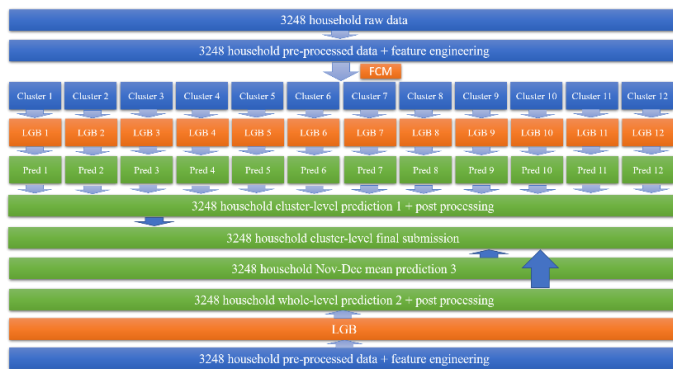 3248 household raw data
3248 household pre-processed data + feature engineering
FCM
Cluster 1 Cluster 2 Cluster 3 Cluster 4 Cluster 5 Cluster 6 Cluster 7 Cluster 8 Cluster 9 Cluster 10 Cluster 11 Cluster 12
LGB 1 LGB 2 LGB 3 LGB 4 LGB 5 LGB 6 LGB 7 LGB 8 LGB 9 LGB 10 LGB 11 LGB 12
Pred 1 Pred 2 Pred 3 Pred 4 Pred 5 Pred 6 Pred 7 Pred 8 Pred 9 Pred 10 Pred 11 Pred 12
3248 household cluster-level prediction 1 + post processing
3248 household cluster-level final submission
3248 household Nov-Dec mean prediction 3
3248 household whole-level prediction 2 + post processing
LGB
3248 household pre-processed data + feature engineering